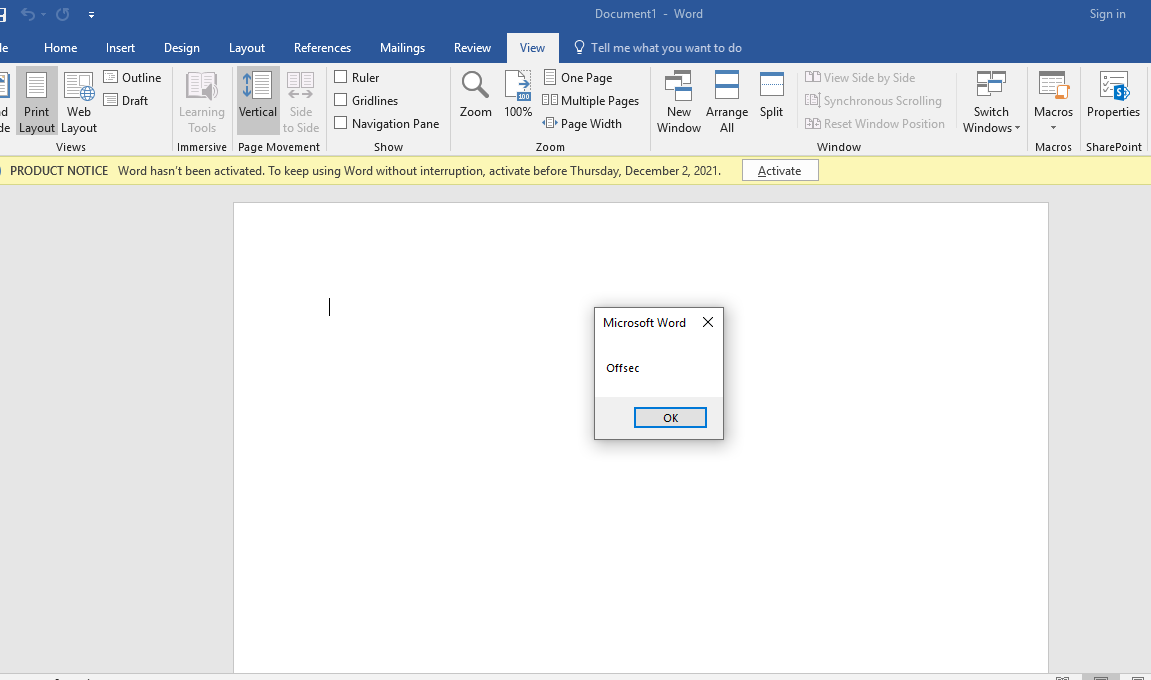 Document1 - Word
Sign in
Home Insert Design Layout References Mailings Review View Tell me what you want to do
Outline
Draft
Print Layout
Web Layout
Views
Learning Tools
Immersive
Vertical
Side to Side
Page Movement
Ruler
Gridlines
Navigation Pane
Show
Zoom
100
100%
One Page
Multiple Pages
Page Width
Zoom
New Window
Arrange All
Split
View Side by Side
Synchronous Scrolling
Reset Window Position
Switch Windows
Window
Macros
Macros
Properties
SharePoint
PRODUCT NOTICE Word hasn't been activated. To keep using Word without interruption, activate before Thursday, December 2, 2021. Activate
Microsoft Word
Offsec
OK